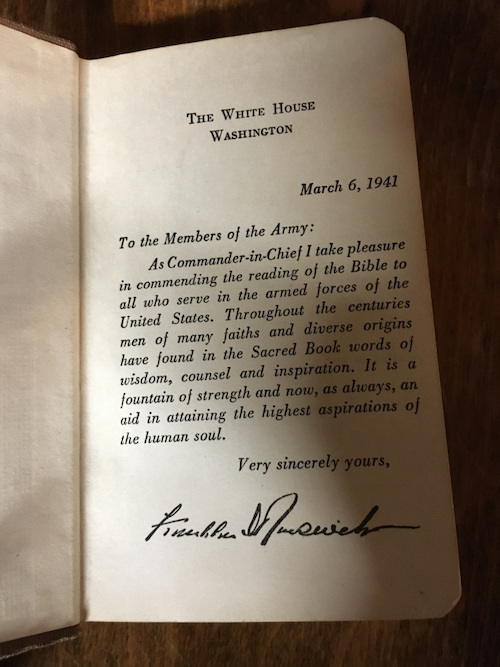 The White House
Washington
March 6, 1941
To the Members of the Army:
As Commander-in-Chief I take pleasure
in commending the reading of the Bible to
all who serve in the armed forces of the
United States. Throughout the centuries
men of many faiths and diverse origins
have found in the Sacred Book words of
wisdom, counsel and inspiration. It is a
fountain of strength and now, as always, an
aid in attaining the highest aspirations of
the human soul.
Very sincerely yours,
Franklin D Roosevelt